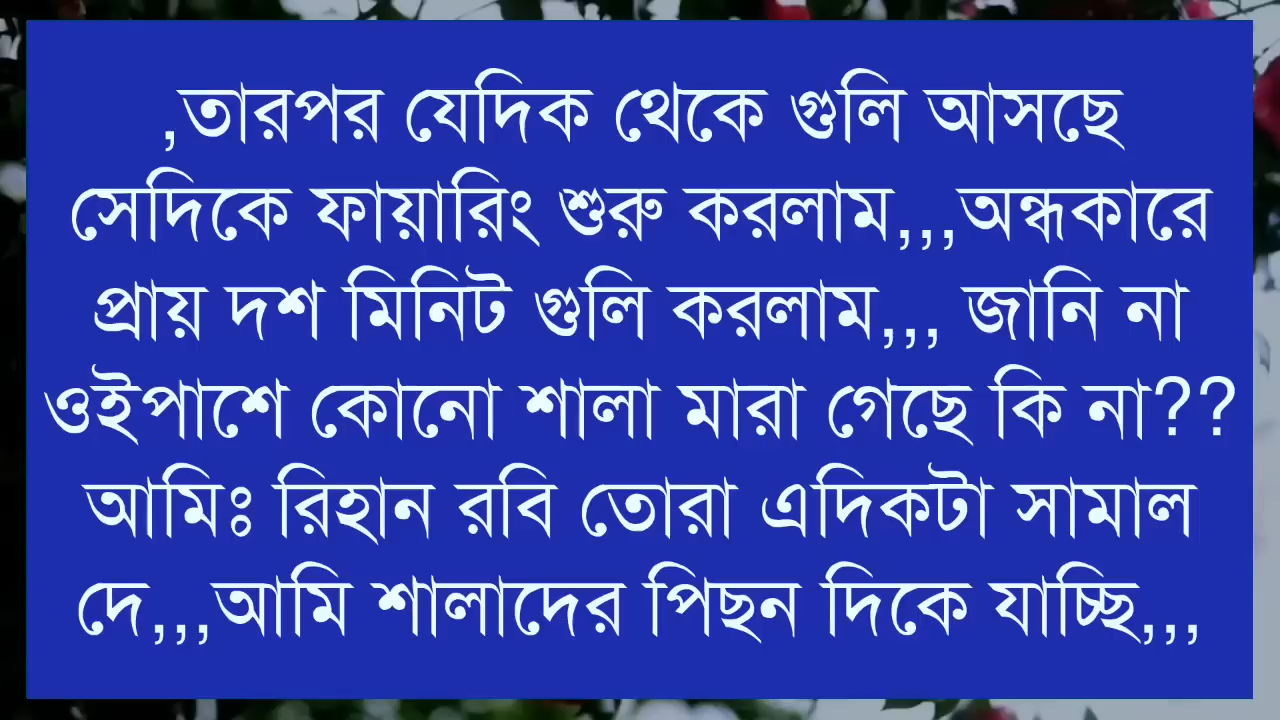 ,তারপর যেদিক থেকে গুলি আসছে
সেদিকে ফায়ারিং শুরু করলাম,,,অন্ধকারে
প্রায় দশ মিনিট গুলি করলাম,,, জানি না
ওইপাশে কোনো শালা মারা গেছে কি না??
আমিঃ রিহান রবি তোরা এদিকটা সামাল
দে,,,আমি শালাদের পিছন দিকে যাচ্ছি,,,